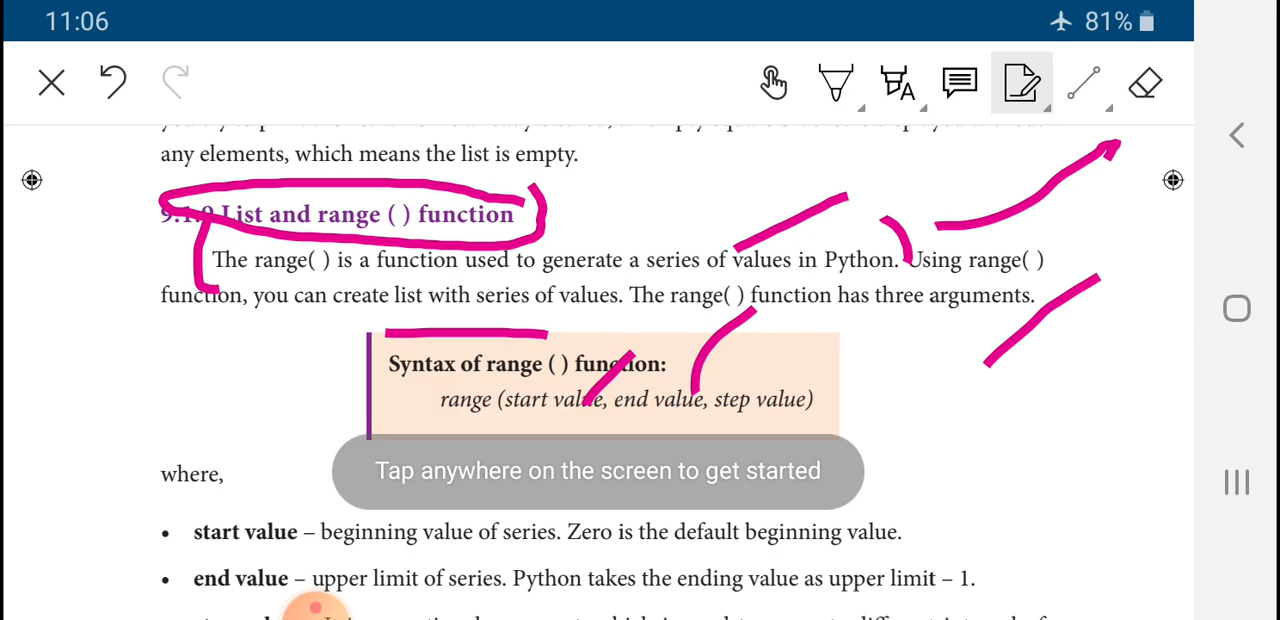 11:06
81%
A
any elements, which means the list is empty.
9.1.9 List and range ( ) function
The range( ) is a function used to generate a series of values in Python. Using range( )
function, you can create list with series of values. The range( ) function has three arguments.
Syntax of range ( ) function:
range (start value, end value, step value)
Tap anywhere on the screen to get started
where,
• start value – beginning value of series. Zero is the default beginning value.
• end value – upper limit of series. Python takes the ending value as upper limit – 1.